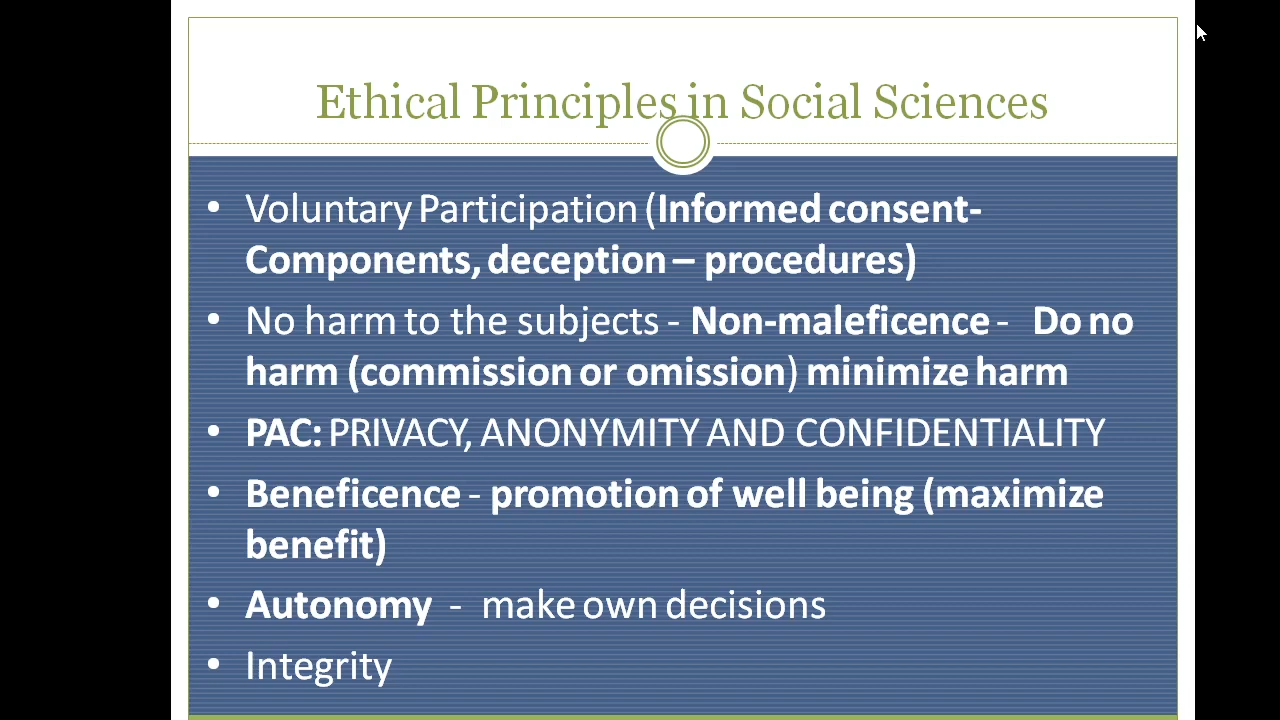 Ethical Principles in Social Sciences
• Voluntary Participation (Informed consent-
Components, deception – procedures)
• No harm to the subjects - Non-maleficence - Do no
harm (commission or omission) minimize harm
• PAC: PRIVACY, ANONYMITY AND CONFIDENTIALITY
• Beneficence - promotion of well being (maximize
benefit)
• Autonomy - make own decisions
• Integrity